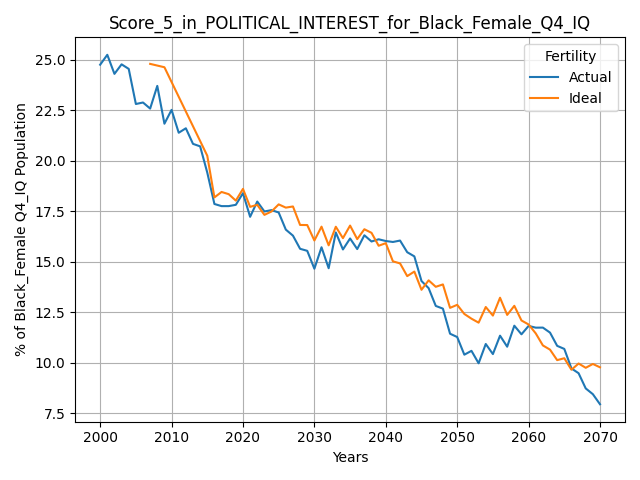 Score_5_in_POLITICAL_INTEREST_for_Black_Female_Q4_IQ
Fertility
Actual
Ideal
% of Black_Female Q4_IQ Population
25.0
22.5
20.0
17.5
15.0
12.5
10.0
7.5
2000 2010 2020 2030 2040 2050 2060 2070
Years